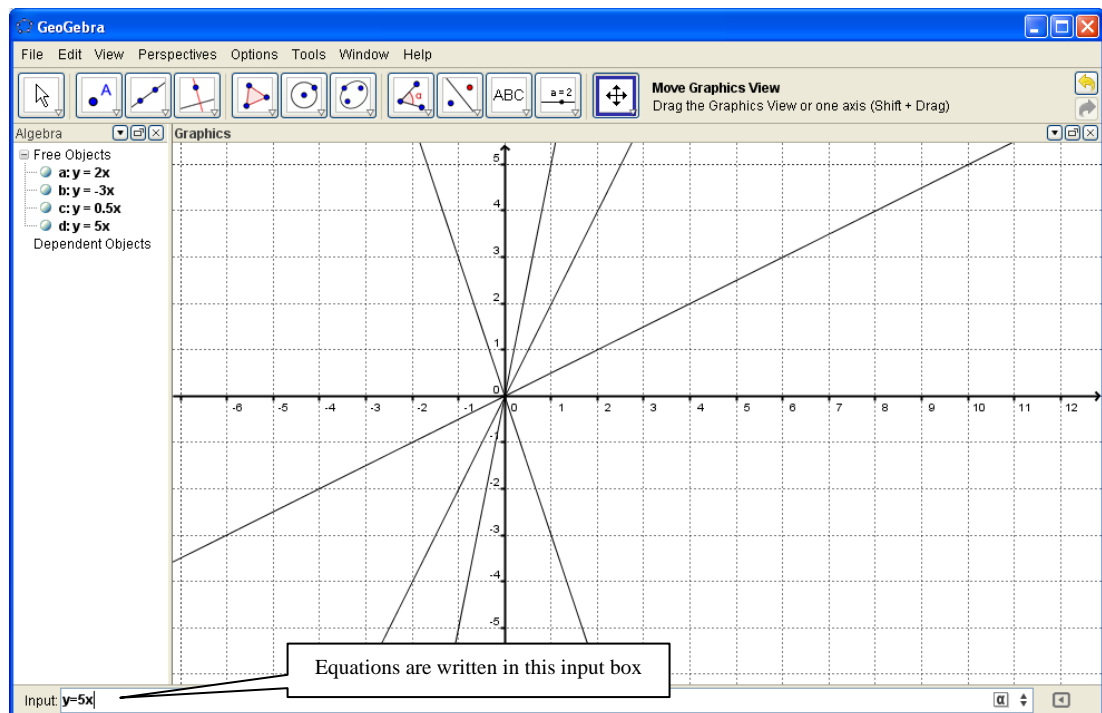 GeoGebra
File Edit View Perspectives Options Tools Window Help
A
α
ABC
a=2
Move Graphics View
Drag the Graphics View or one axis (Shift + Drag)
Algebra
Graphics
Free Objects
a: y = 2x
b: y = -3x
c: y = 0.5x
d: y = 5x
Dependent Objects
5
4
3
2
1
0
-6 -5 -4 -3 -2 -1 0 1 2 3 4 5 6 7 8 9 10 11 12
-1
-2
-3
-4
-5
Equations are written in this input box
Input: y=5x
α